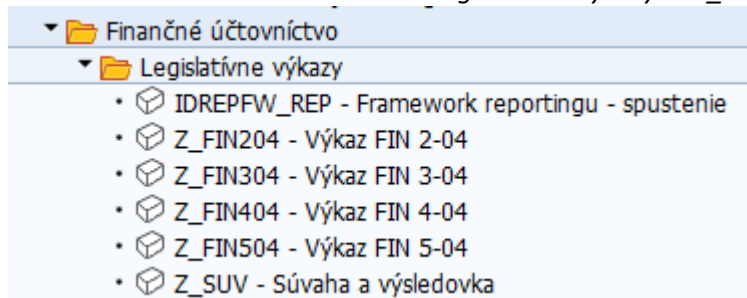 Finančné účtovníctvo
Legislatívne výkazy
IDREPFW_REP - Framework reportingu - spustenie
Z_FIN204 - Výkaz FIN 2-04
Z_FIN304 - Výkaz FIN 3-04
Z_FIN404 - Výkaz FIN 4-04
Z_FIN504 - Výkaz FIN 5-04
Z_SUV - Súvaha a výsledovka